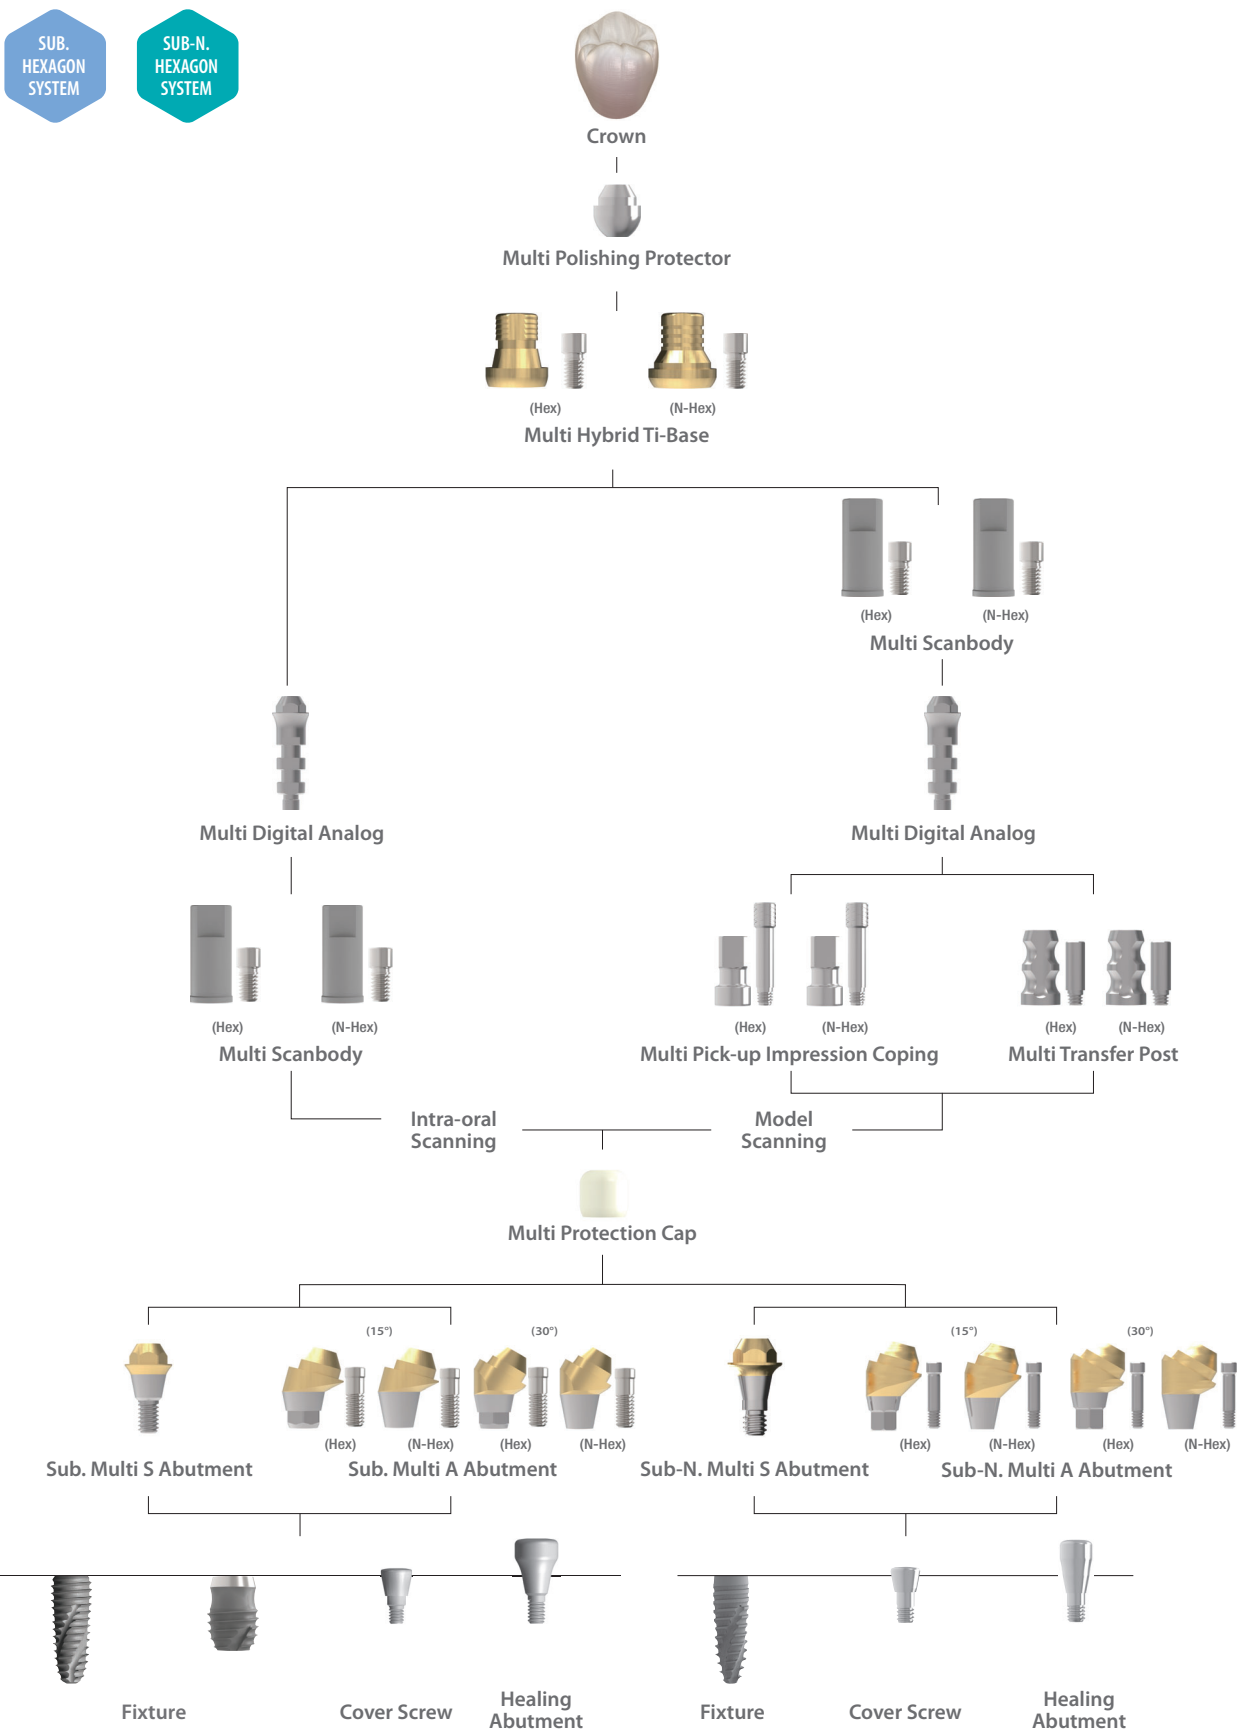 SUB.
HEXAGON
SYSTEM
SUB-N.
HEXAGON
SYSTEM
Crown
Multi Polishing Protector
(Hex) (N-Hex)
Multi Hybrid Ti-Base
(Hex) (N-Hex)
Multi Scanbody
Multi Digital Analog
Multi Digital Analog
(Hex) (N-Hex)
Multi Scanbody
(Hex) (N-Hex)
Multi Pick-up Impression Coping
(Hex) (N-Hex)
Multi Transfer Post
Intra-oral
Scanning
Model
Scanning
Multi Protection Cap
(15°) (30°)
(15°) (30°)
(Hex) (N-Hex) (Hex) (N-Hex)
(Hex) (N-Hex) (Hex) (N-Hex)
Sub. Multi S Abutment
Sub. Multi A Abutment
Sub-N. Multi S Abutment
Sub-N. Multi A Abutment
Fixture
Cover Screw
Healing
Abutment
Fixture
Cover Screw
Healing
Abutment